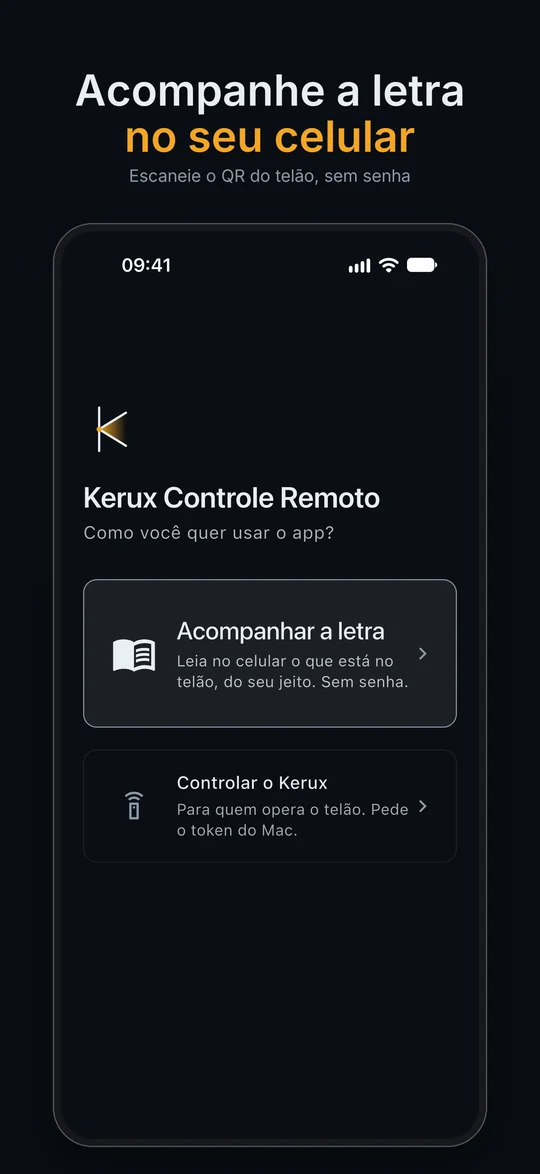 Acompanhe a letra
no seu celular
Escaneie o QR do telão, sem senha
09:41
Kerux Controle Remoto
Como você quer usar o app?
Acompanhar a letra
Leia no celular o que está no
telão, do seu jeito. Sem senha.
Controlar o Kerux
Para quem opera o telão. Pede
o token do Mac.